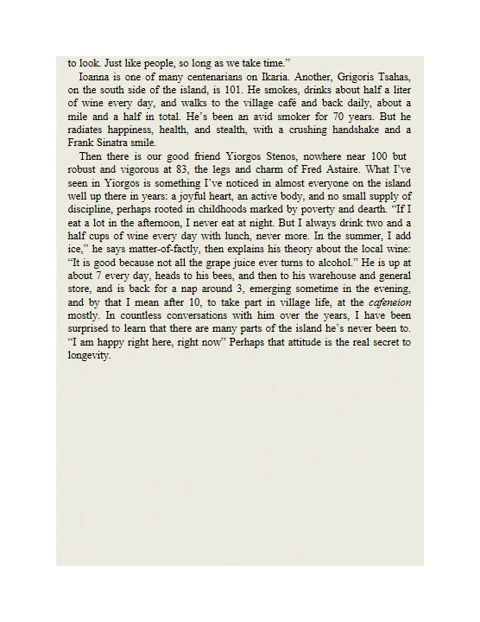 to look. Just like people, so long as we take time.”
Ioanna is one of many centenarians on Ikaria. Another, Grigoris Tsahas,
on the south side of the island, is 101. He smokes, drinks about half a liter
of wine every day, and walks to the village café and back daily, about a
mile and a half in total. He’s been an avid smoker for 70 years. But he
radiates happiness, health, and stealth, with a crushing handshake and a
Frank Sinatra smile.
Then there is our good friend Yiorgos Stenos, nowhere near 100 but
robust and vigorous at 83, the legs and charm of Fred Astaire. What I’ve
seen in Yiorgos is something I’ve noticed in almost everyone on the island
well up there in years: a joyful heart, an active body, and no small supply of
discipline, perhaps rooted in childhoods marked by poverty and dearth. “If I
eat a lot in the afternoon, I never eat at night. But I always drink two and a
half cups of wine every day with lunch, never more. In the summer, I add
ice,” he says matter-of-factly, then explains his theory about the local wine:
“It is good because not all the grape juice ever turns to alcohol.” He is up at
about 7 every day, heads to his bees, and then to his warehouse and general
store, and is back for a nap around 3, emerging sometime in the evening,
and by that I mean after 10, to take part in village life, at the cafeneion
mostly. In countless conversations with him over the years, I have been
surprised to learn that there are many parts of the island he’s never been to.
“I am happy right here, right now” Perhaps that attitude is the real secret to
longevity.